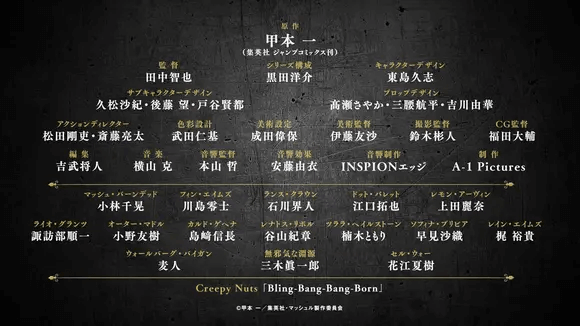 原作
甲本 一
(集英社 ジャンプコミックス刊)
監督 シリーズ構成 キャラクターデザイン
田中智也 黒田洋介 東島久志
サブキャラクターデザイン プロップデザイン
久松沙紀・後藤 望・戸谷賢都 髙瀬さやか・三腰航平・吉川由華
アクションディレクター 色彩設計 美術設定 美術監督 撮影監督 CG監督
松田剛吏・斎藤亮太 武田仁基 成田偉保 伊藤友沙 鈴木彬人 福田大輔
編集 音楽 音響監督 音響効果 音響制作 制作
吉武将人 横山 克 本山 哲 安藤由衣 INSPIONエッジ A-1 Pictures
マッシュ・バーンデッド フィン・エイムズ ランス・クラウン ドット・バレット レモン・アーヴィン
小林千晃 川島零士 石川界人 江口拓也 上田麗奈
ライオ・グランツ オーター・マドル カルド・ゲヘナ レナトス・リボル ツララ・ヘイルストーン ソフィナ・ブリビア レイン・エイムズ
諏訪部順一 小野友樹 島﨑信長 谷山紀章 楠木ともり 早見沙織 梶 裕貴
ウォールバーグ・バイガン 無邪気な淵源 セル・ウォー
麦人 三木眞一郎 花江夏樹
Creepy Nuts「Bling-Bang-Bang-Born」
©甲本 一／集英社・マッシュル製作委員会